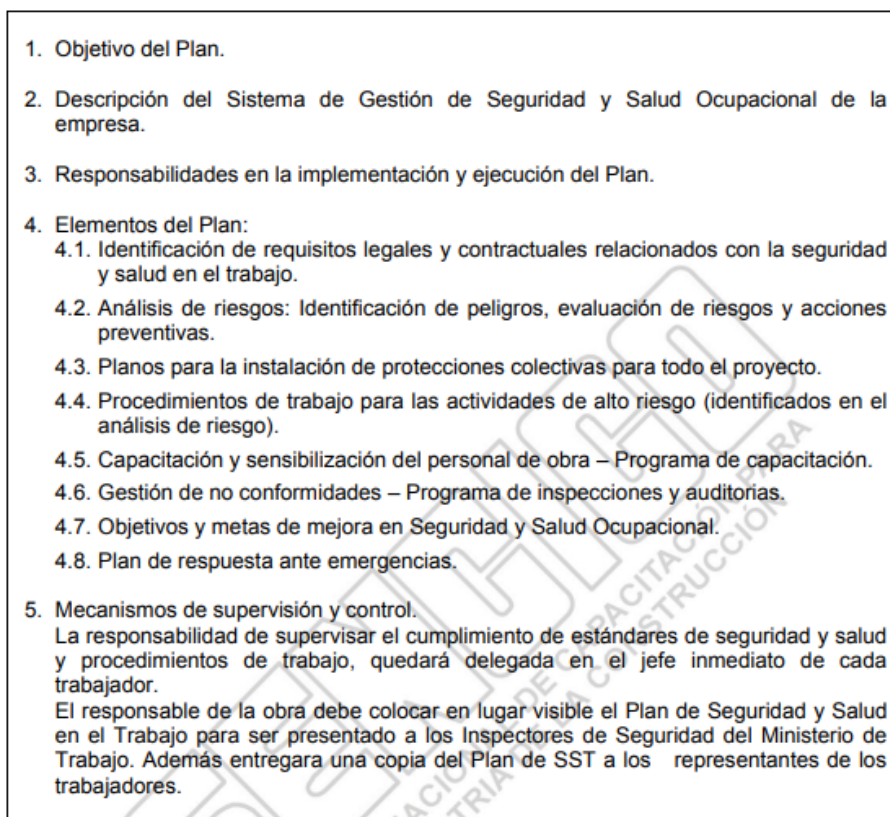 1. Objetivo del Plan.
2. Descripción del Sistema de Gestión de Seguridad y Salud Ocupacional de la
empresa.
3. Responsabilidades en la implementación y ejecución del Plan.
4. Elementos del Plan:
4.1. Identificación de requisitos legales y contractuales relacionados con la seguridad
y salud en el trabajo.
4.2. Análisis de riesgos: Identificación de peligros, evaluación de riesgos y acciones
preventivas.
4.3. Planos para la instalación de protecciones colectivas para todo el proyecto.
4.4. Procedimientos de trabajo para las actividades de alto riesgo (identificados en el
análisis de riesgo).
4.5. Capacitación y sensibilización del personal de obra – Programa de capacitación.
4.6. Gestión de no conformidades – Programa de inspecciones y auditorias.
4.7. Objetivos y metas de mejora en Seguridad y Salud Ocupacional.
4.8. Plan de respuesta ante emergencias.
5. Mecanismos de supervisión y control.
La responsabilidad de supervisar el cumplimiento de estándares de seguridad y salud
y procedimientos de trabajo, quedará delegada en el jefe inmediato de cada
trabajador.
El responsable de la obra debe colocar en lugar visible el Plan de Seguridad y Salud
en el Trabajo para ser presentado a los Inspectores de Seguridad del Ministerio de
Trabajo. Además entregara una copia del Plan de SST a los representantes de los
trabajadores.
ENCICO
DE CAPACITACIÓN PARA
TRIA DE LA CONSTRUCCIÓN